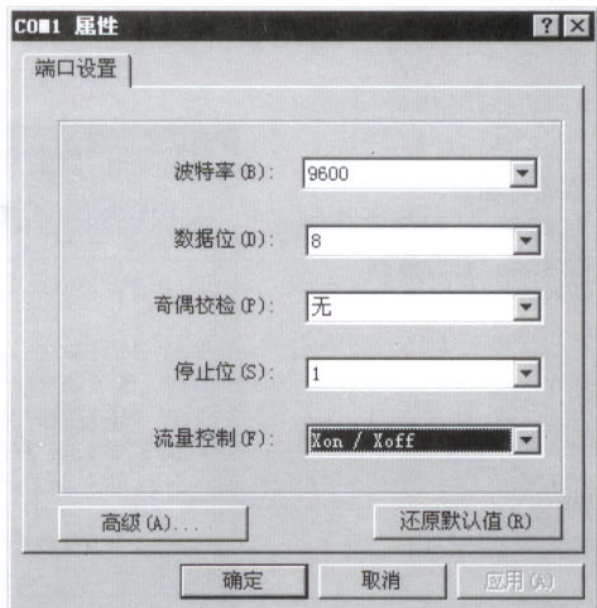 COM1 属性
端口设置
波特率(B): 9600
数据位(D): 8
奇偶校检(P): 无
停止位(S): 1
流量控制(F): Xon / Xoff
高级(A)... 还原默认值(R)
确定 取消 应用(A)